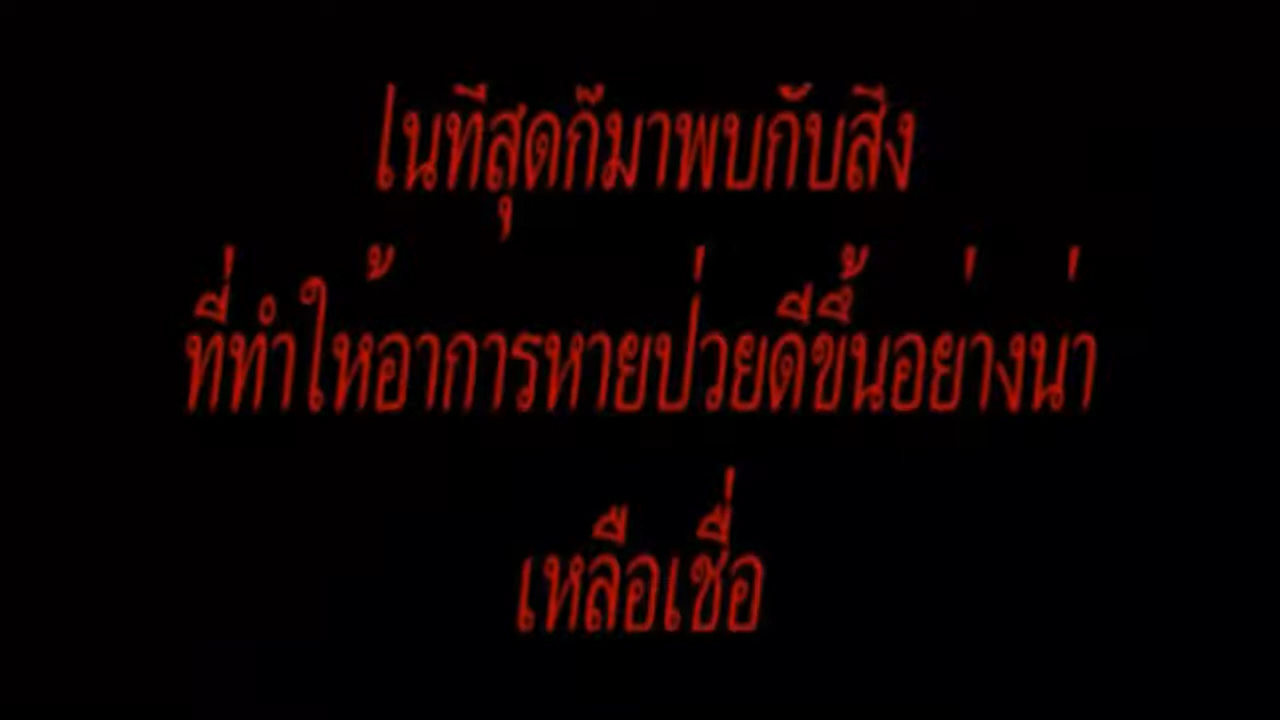 ในที่สุดก็มาพบกับสิ่ง
ที่ทำให้อาการหายป่วยดีขึ้นอย่างน่า
เหลือเชื่อ